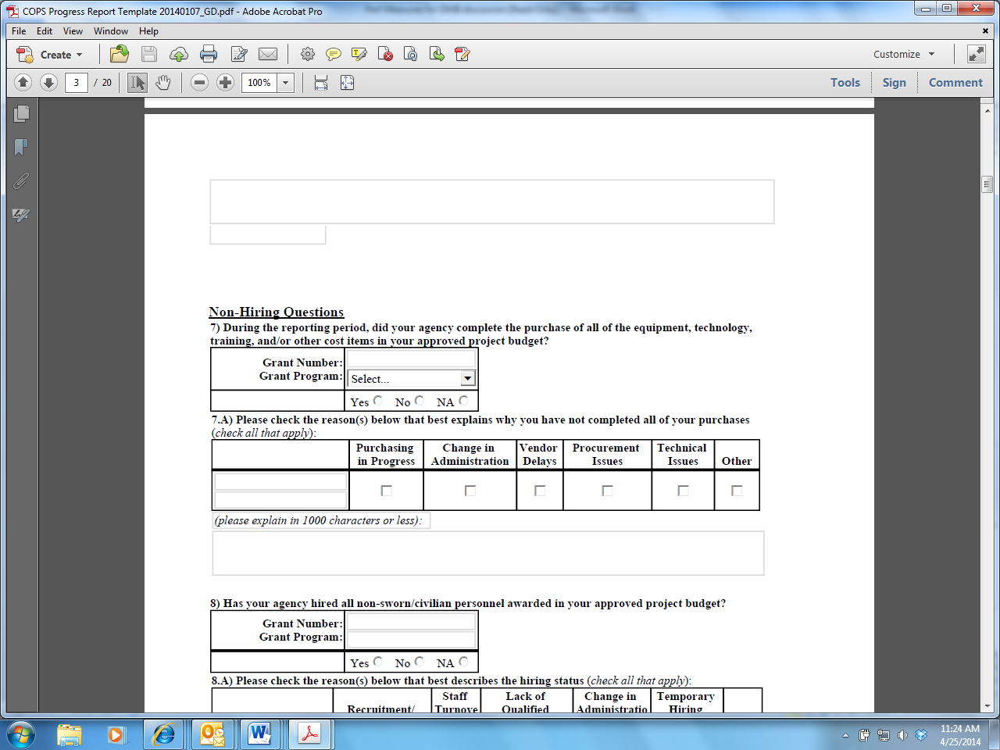 COPS Progress Report Template 20140107_GD.pdf - Adobe Acrobat Pro
File Edit View Window Help
Create
Customize
3 / 20
100%
Tools Sign Comment
Non-Hiring Questions
7) During the reporting period, did your agency complete the purchase of all of the equipment, technology,
training, and/or other cost items in your approved project budget?
Grant Number:
Grant Program: Select...
Yes No NA
7.A) Please check the reason(s) below that best explains why you have not completed all of your purchases
(check all that apply):
Purchasing Change in Vendor Procurement Technical
in Progress Administration Delays Issues Issues Other
(please explain in 1000 characters or less):
8) Has your agency hired all non-sworn/civilian personnel awarded in your approved project budget?
Grant Number:
Grant Program:
Yes No NA
8.A) Please check the reason(s) below that best describes the hiring status (check all that apply):
Staff Lack of Change in Temporary
Recruitment/ Turnove Qualified Administratio Hiring
11:24 AM
4/25/2014